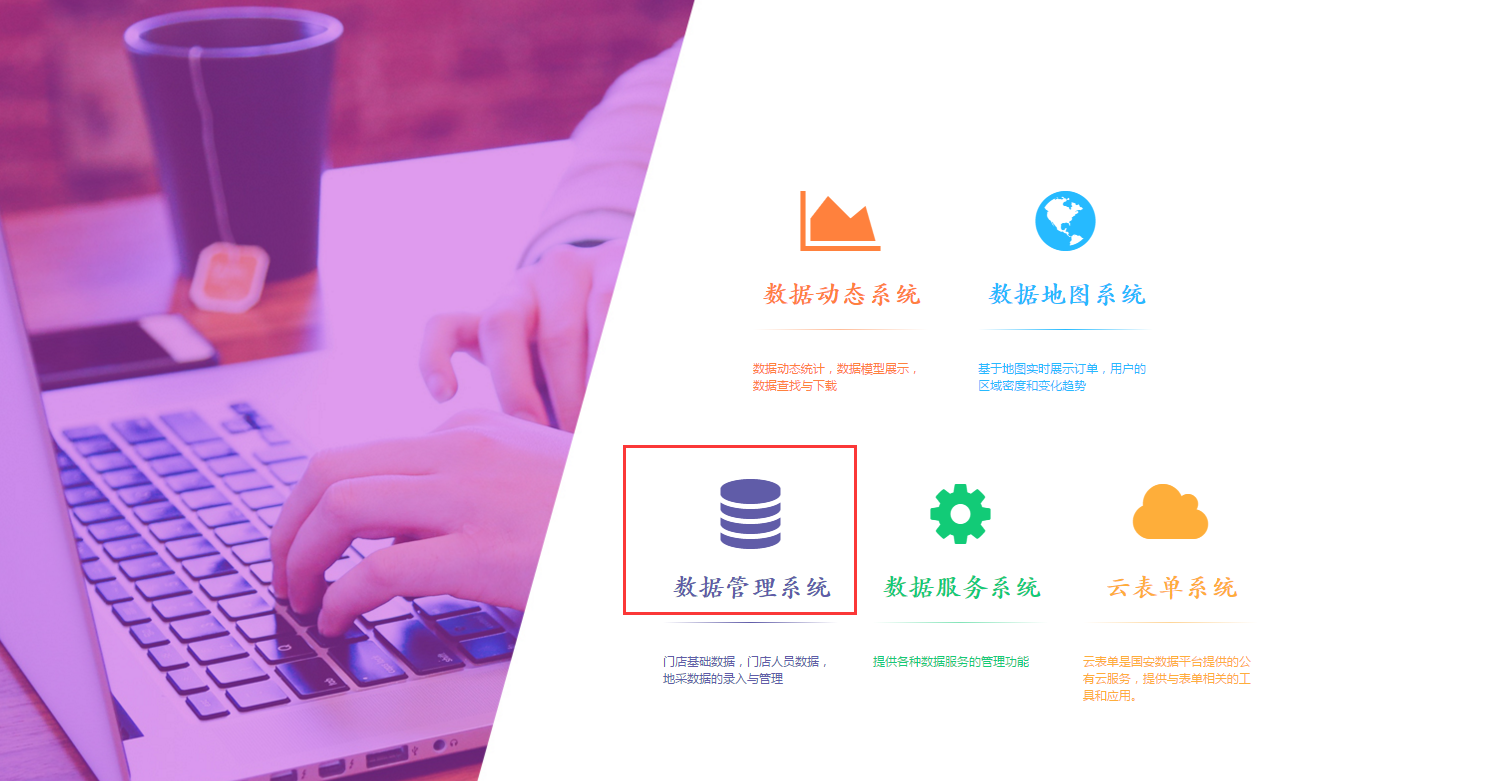 数据动态系统
数据地图系统
数据动态统计，数据模型展示，
数据查找与下载
基于地图实时展示订单，用户的
区域密度和变化趋势
数据管理系统
数据服务系统
云表单系统
门店基础数据，门店人员数据，
地采数据的录入与管理
提供各种数据服务的管理功能
云表单是国安数据平台提供的公
有云服务，提供与表单相关的工
具和应用。